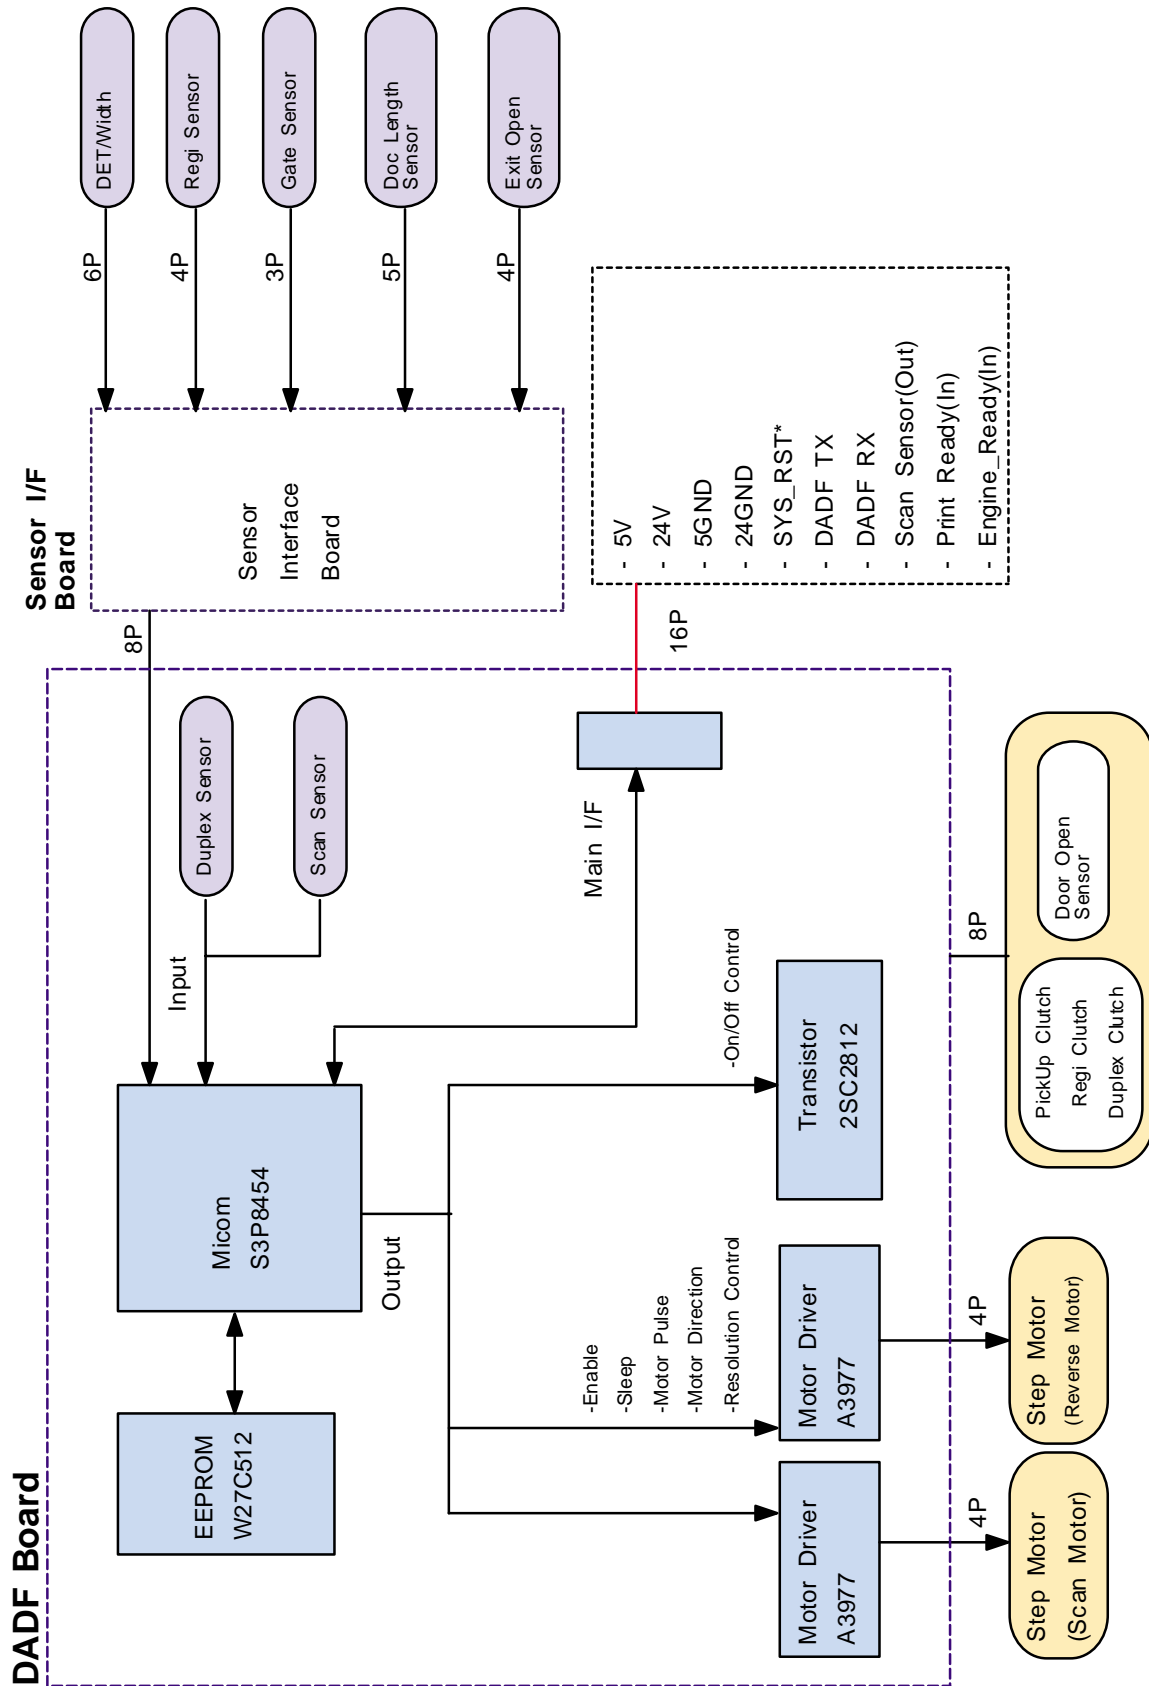 DADF Board
EEPROM
W27C512
Micom
S3P8454
Input
Duplex Sensor
Scan Sensor
8P
Sensor I/F
Board
Sensor
Interface
Board
6P
DET/Width
4P
Regi Sensor
3P
Gate Sensor
5P
Doc Length
Sensor
4P
Exit Open
Sensor
Output
Main I/F
16P
- 5V
- 24V
- 5GND
- 24GND
- SYS_RST*
- DADF TX
- DADF RX
- Scan Sensor(Out)
- Print Ready(In)
- Engine_Ready(In)
-Enable
-Sleep
-Motor Pulse
-Motor Direction
-Resolution Control
-On/Off Control
Motor Driver
A3977
Motor Driver
A3977
Transistor
2SC2812
4P
4P
8P
Step Motor
(Scan Motor)
Step Motor
(Reverse Motor)
PickUp Clutch
Regi Clutch
Duplex Clutch
Door Open
Sensor